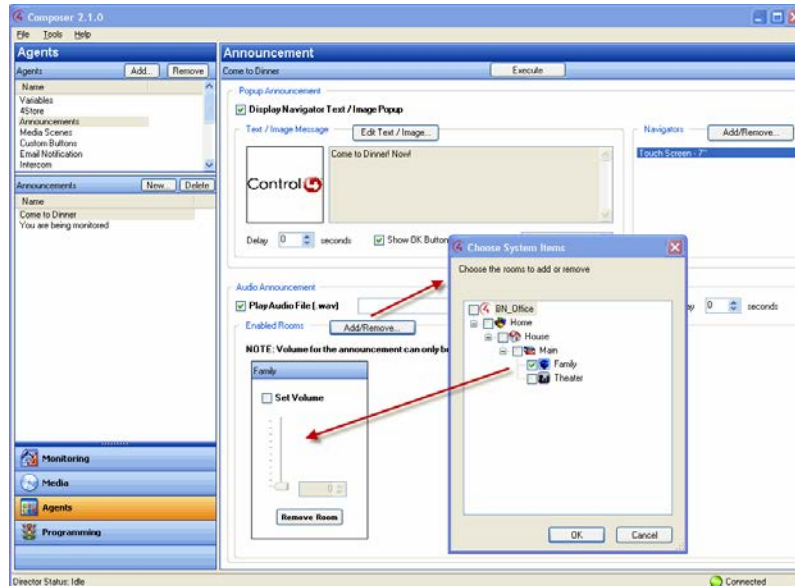 Composer 2.1.0
File Tools Help
Agents
Agents Add... Remove
Name
Variables
4Store
Announcements
Media Scenes
Custom Buttons
Email Notification
Intercom
Announcements New... Delete
Name
Come to Dinner
You are being monitored
Monitoring
Media
Agents
Programming
Director Status: Idle
Announcement
Come to Dinner Execute
Popup Announcement
Display Navigator Text / Image Popup
Text / Image Message Edit Text / Image...
Control4
Come to Dinner! Now!
Navigators Add/Remove...
Touch Screen - 7"
Delay 0 seconds Show OK Button
Audio Announcement
Play Audio File (.wav)
0 seconds
Enabled Rooms Add/Remove...
NOTE: Volume for the announcement can only be
Family
Set Volume
0
Remove Room
Choose System Items
Choose the rooms to add or remove
BN_Office
Home
House
Main
Family
Theater
OK Cancel
Connected